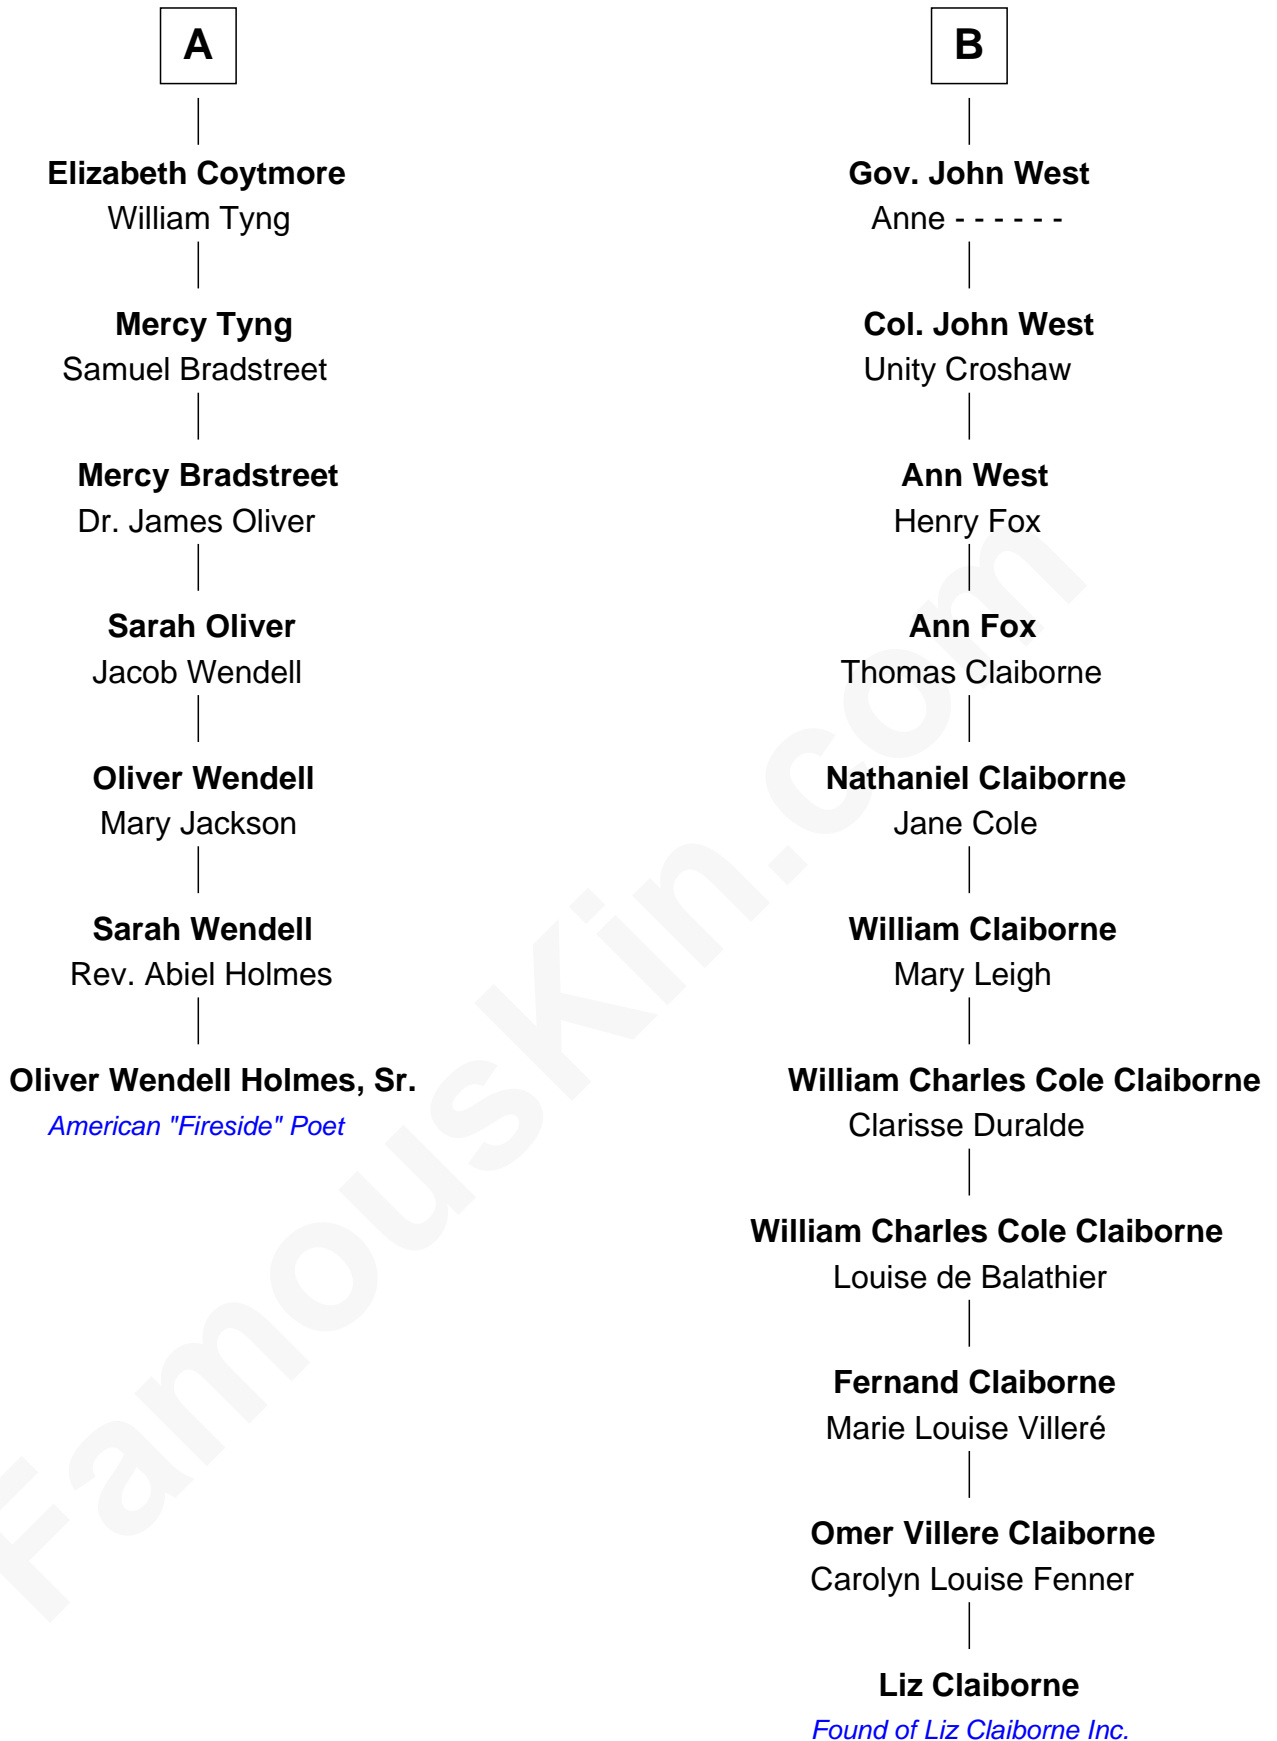 A
Elizabeth Coytmore
William Tyng
Mercy Tyng
Samuel Bradstreet
Mercy Bradstreet
Dr. James Oliver
Sarah Oliver
Jacob Wendell
Oliver Wendell
Mary Jackson
Sarah Wendell
Rev. Abiel Holmes
Oliver Wendell Holmes, Sr.
American "Fireside" Poet
B
Gov. John West
Anne - - - - - -
Col. John West
Unity Croshaw
Ann West
Henry Fox
Ann Fox
Thomas Claiborne
Nathaniel Claiborne
Jane Cole
William Claiborne
Mary Leigh
William Charles Cole Claiborne
Clarisse Duralde
William Charles Cole Claiborne
Louise de Balathier
Fernand Claiborne
Marie Louise Villeré
Omer Villere Claiborne
Carolyn Louise Fenner
Liz Claiborne
Found of Liz Claiborne Inc.
FamousKin.com